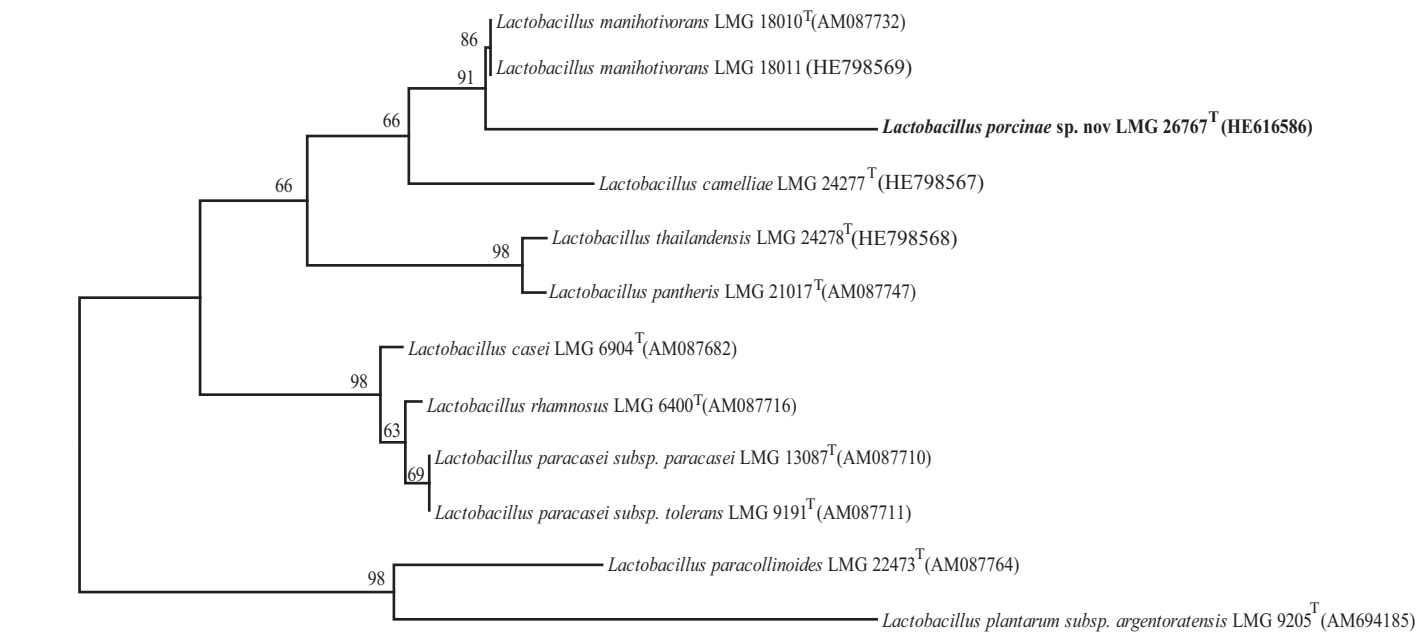 Lactobacillus manihotivorans LMG 18010T(AM087732)
86
Lactobacillus manihotivorans LMG 18011 (HE798569)
91
Lactobacillus porcinae sp. nov LMG 26767T (HE616586)
66
Lactobacillus camelliae LMG 24277T(HE798567)
66
Lactobacillus thailandensis LMG 24278T(HE798568)
98
Lactobacillus pantheris LMG 21017T(AM087747)
Lactobacillus casei LMG 6904T(AM087682)
98
Lactobacillus rhamnosus LMG 6400T(AM087716)
63
Lactobacillus paracasei subsp. paracasei LMG 13087T(AM087710)
69
Lactobacillus paracasei subsp. tolerans LMG 9191T(AM087711)
Lactobacillus paracollinoides LMG 22473T(AM087764)
98
Lactobacillus plantarum subsp. argentoratensis LMG 9205T(AM694185)